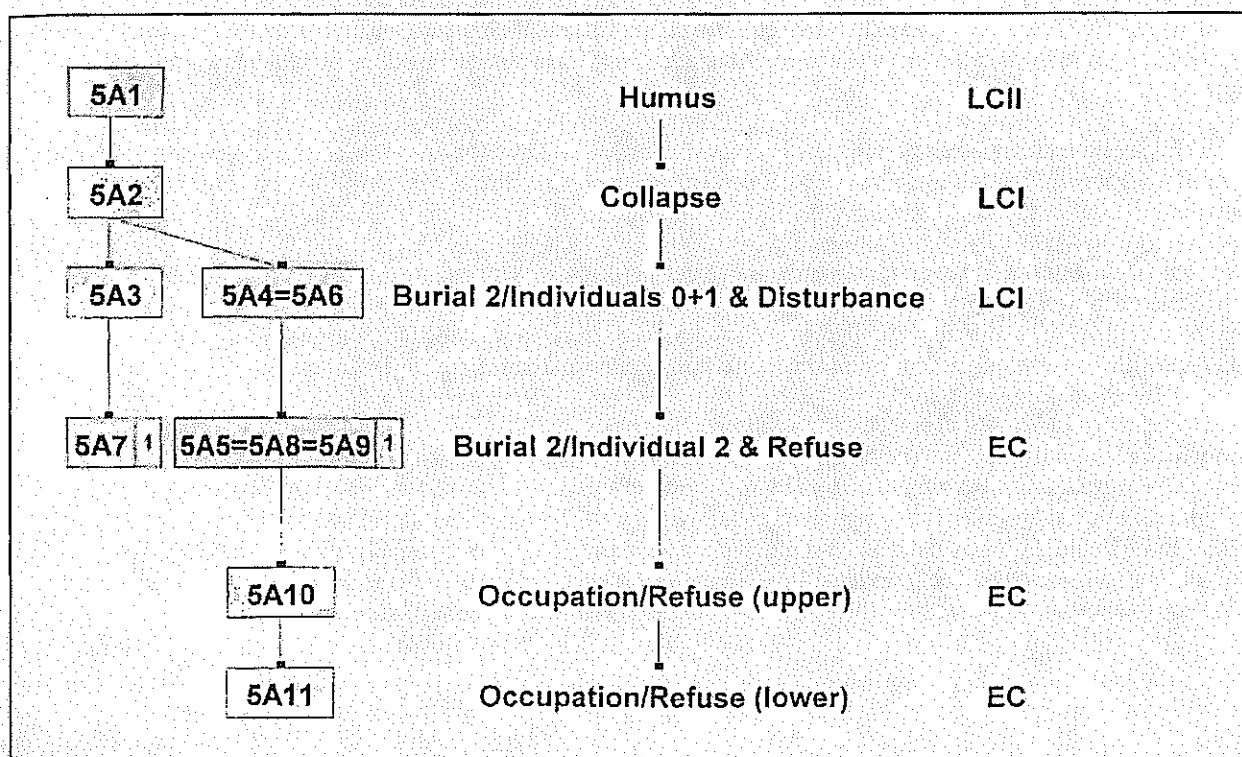 5A1 Humus LCII
5A2 Collapse LCI
5A3 5A4=5A6 Burial 2/Individuals 0+1 & Disturbance LCI
5A7 1 5A5=5A8=5A9 1 Burial 2/Individual 2 & Refuse EC
5A10 Occupation/Refuse (upper) EC
5A11 Occupation/Refuse (lower) EC